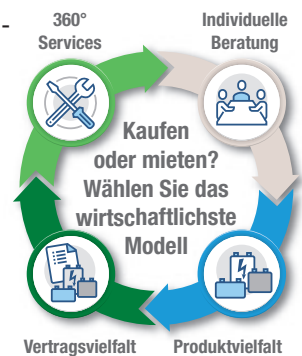 -
360°
Services
Individuelle
Beratung
Kaufen
oder mieten?
Wählen Sie das
wirtschaftlichste
Modell
Vertragsvielfalt
Produktvielfalt